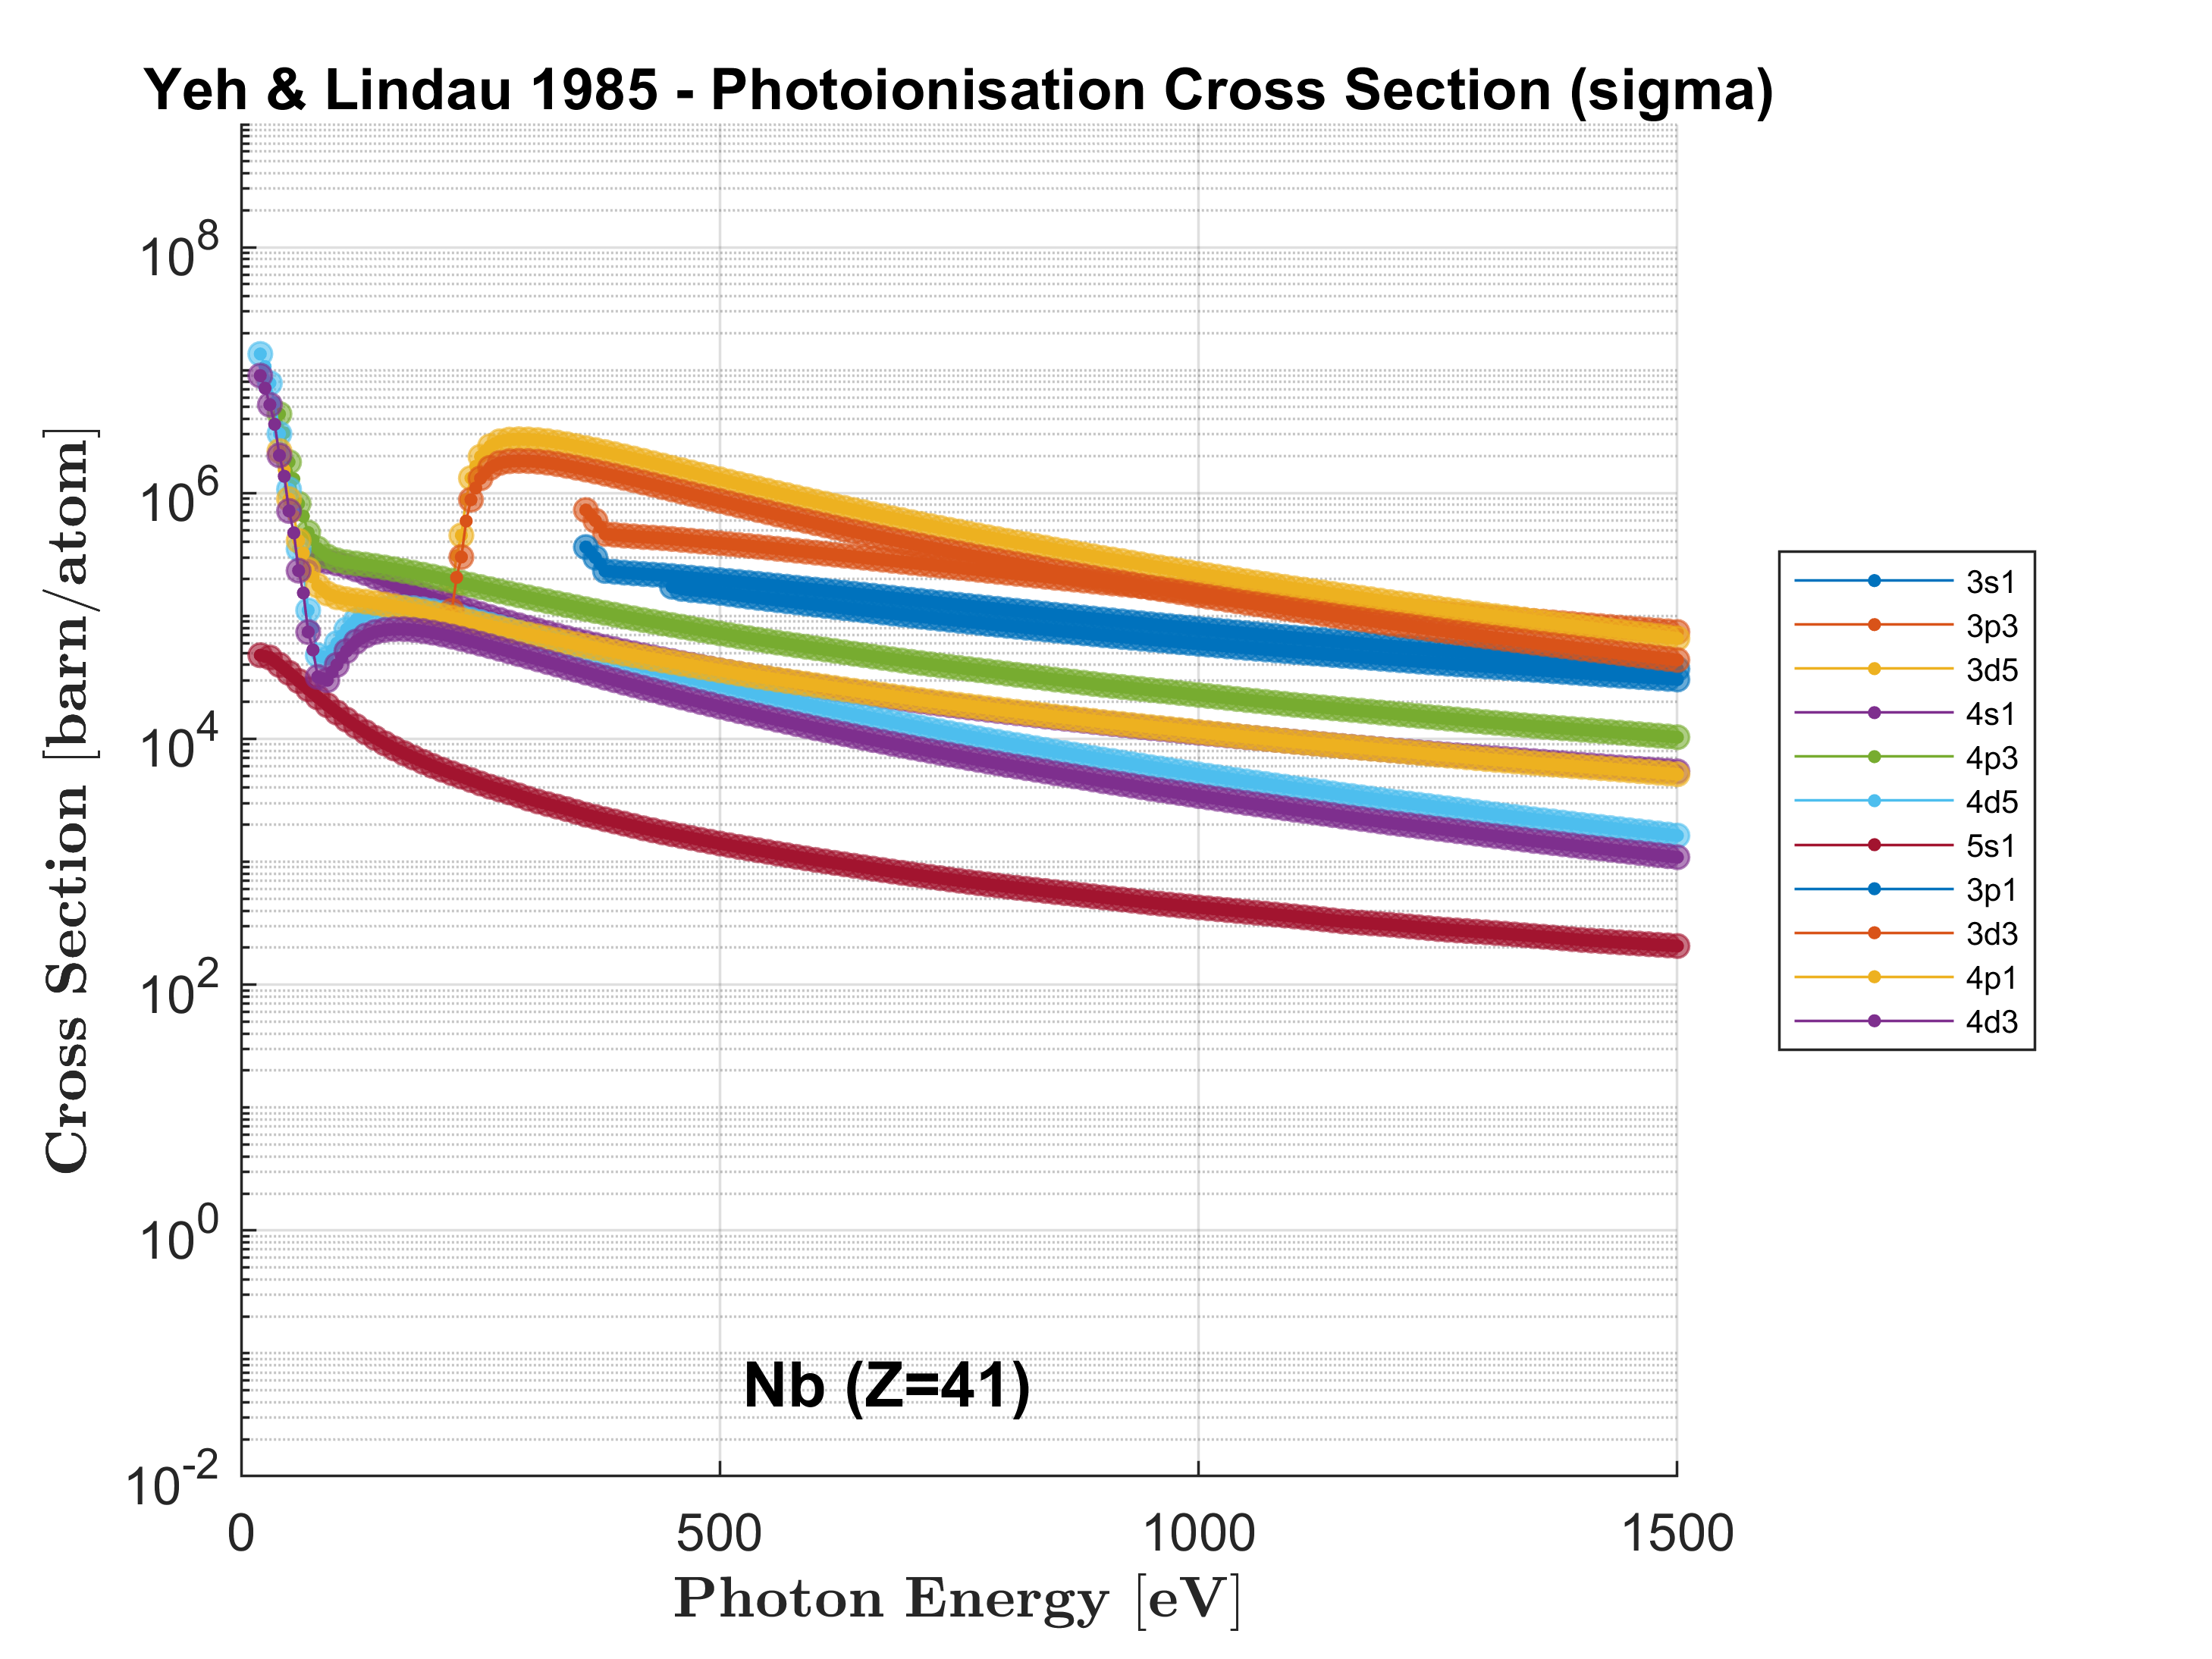 Yeh & Lindau 1985 - Photoionisation Cross Section (sigma)
Cross Section [barn/atom]
10^8
10^6
10^4
10^2
10^0
10^-2
0 500 1000 1500
Photon Energy [eV]
Nb (Z=41)
3s1
3p3
3d5
4s1
4p3
4d5
5s1
3p1
3d3
4p1
4d3